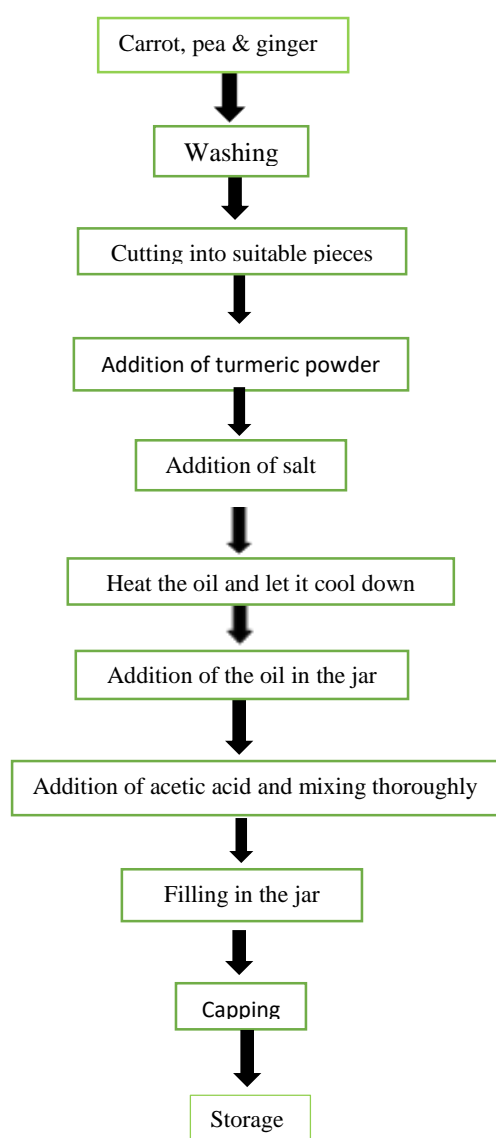 Carrot, pea & ginger
Washing
Cutting into suitable pieces
Addition of turmeric powder
Addition of salt
Heat the oil and let it cool down
Addition of the oil in the jar
Addition of acetic acid and mixing thoroughly
Filling in the jar
Capping
Storage